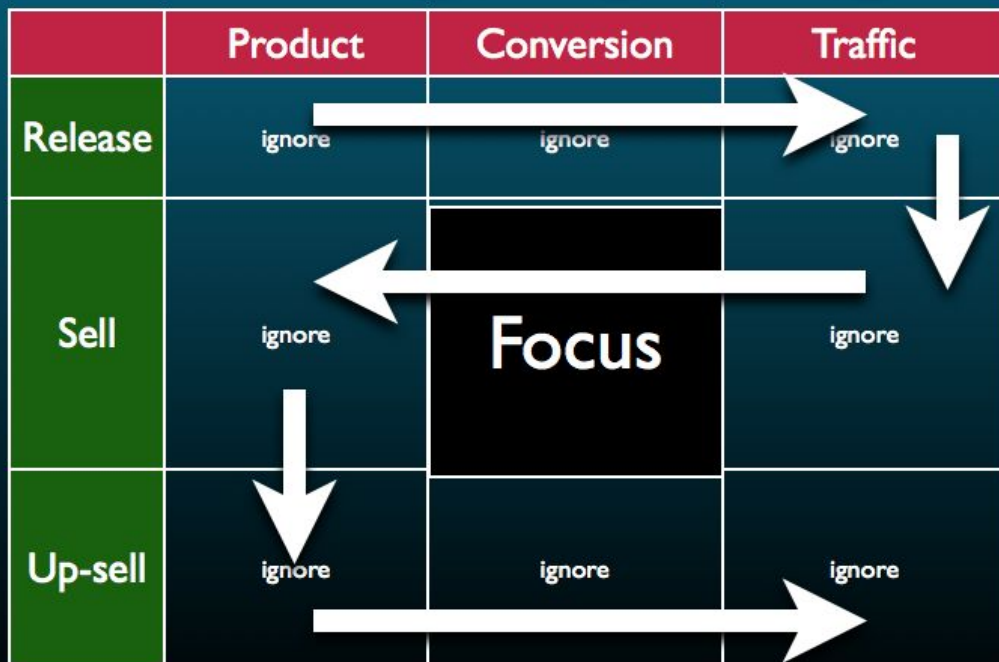 Product Conversion Traffic
Release ignore ignore ignore
Sell ignore Focus ignore
Up-sell ignore ignore ignore